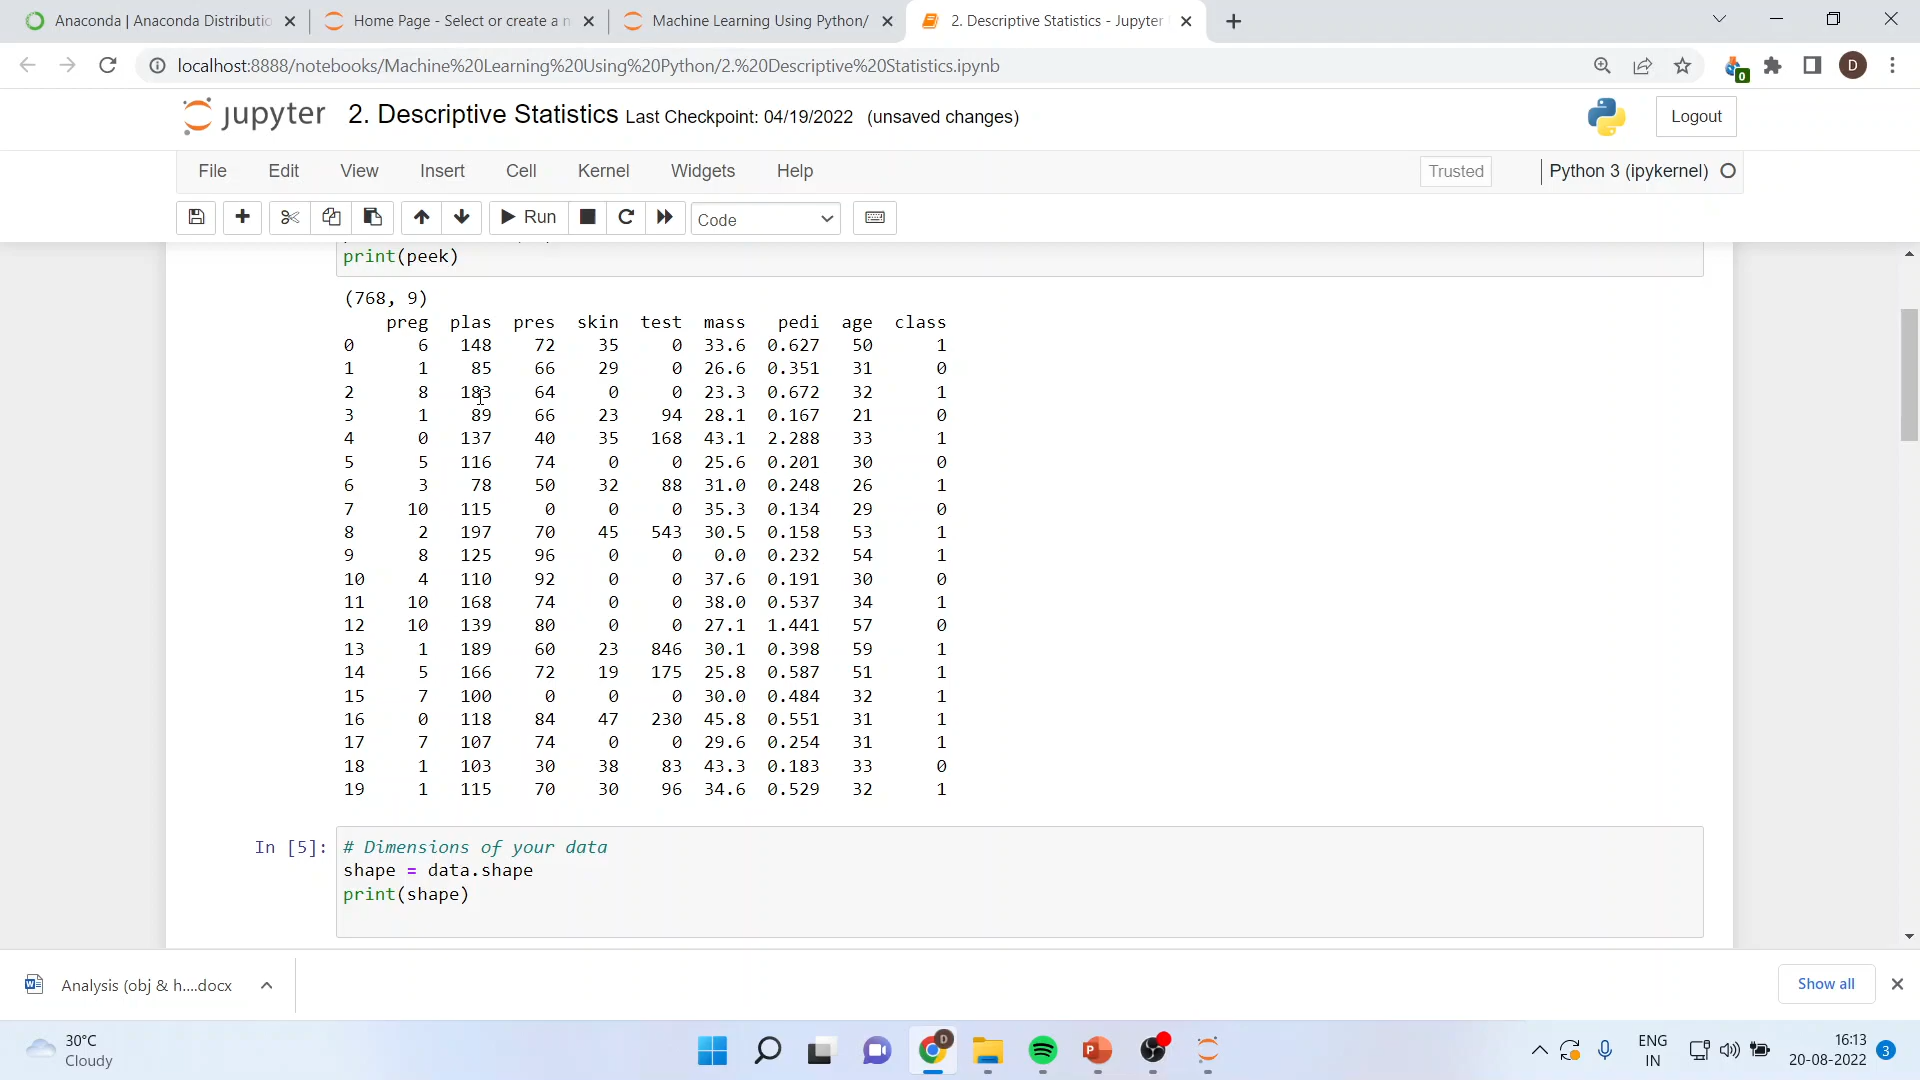 Anaconda | Anaconda Distributio
Home Page - Select or create a n
Machine Learning Using Python/
2. Descriptive Statistics - Jupyter
localhost:8888/notebooks/Machine%20Learning%20Using%20Python/2.%20Descriptive%20Statistics.ipynb
0
D
jupyter 2. Descriptive Statistics Last Checkpoint: 04/19/2022 (unsaved changes)
Logout
File Edit View Insert Cell Kernel Widgets Help
Trusted
Python 3 (ipykernel)
Run
Code
print(peek)
(768, 9)
preg plas pres skin test mass pedi age class
0 6 148 72 35 0 33.6 0.627 50 1
1 1 85 66 29 0 26.6 0.351 31 0
2 8 183 64 0 0 23.3 0.672 32 1
3 1 89 66 23 94 28.1 0.167 21 0
4 0 137 40 35 168 43.1 2.288 33 1
5 5 116 74 0 0 25.6 0.201 30 0
6 3 78 50 32 88 31.0 0.248 26 1
7 10 115 0 0 0 35.3 0.134 29 0
8 2 197 70 45 543 30.5 0.158 53 1
9 8 125 96 0 0 0.0 0.232 54 1
10 4 110 92 0 0 37.6 0.191 30 0
11 10 168 74 0 0 38.0 0.537 34 1
12 10 139 80 0 0 27.1 1.441 57 0
13 1 189 60 23 846 30.1 0.398 59 1
14 5 166 72 19 175 25.8 0.587 51 1
15 7 100 0 0 0 30.0 0.484 32 1
16 0 118 84 47 230 45.8 0.551 31 1
17 7 107 74 0 0 29.6 0.254 31 1
18 1 103 30 38 83 43.3 0.183 33 0
19 1 115 70 30 96 34.6 0.529 32 1
In [5]: # Dimensions of your data
shape = data.shape
print(shape)
Analysis (obj & h....docx
Show all
30°C
Cloudy
D
P
ENG
IN
16:13
20-08-2022
3